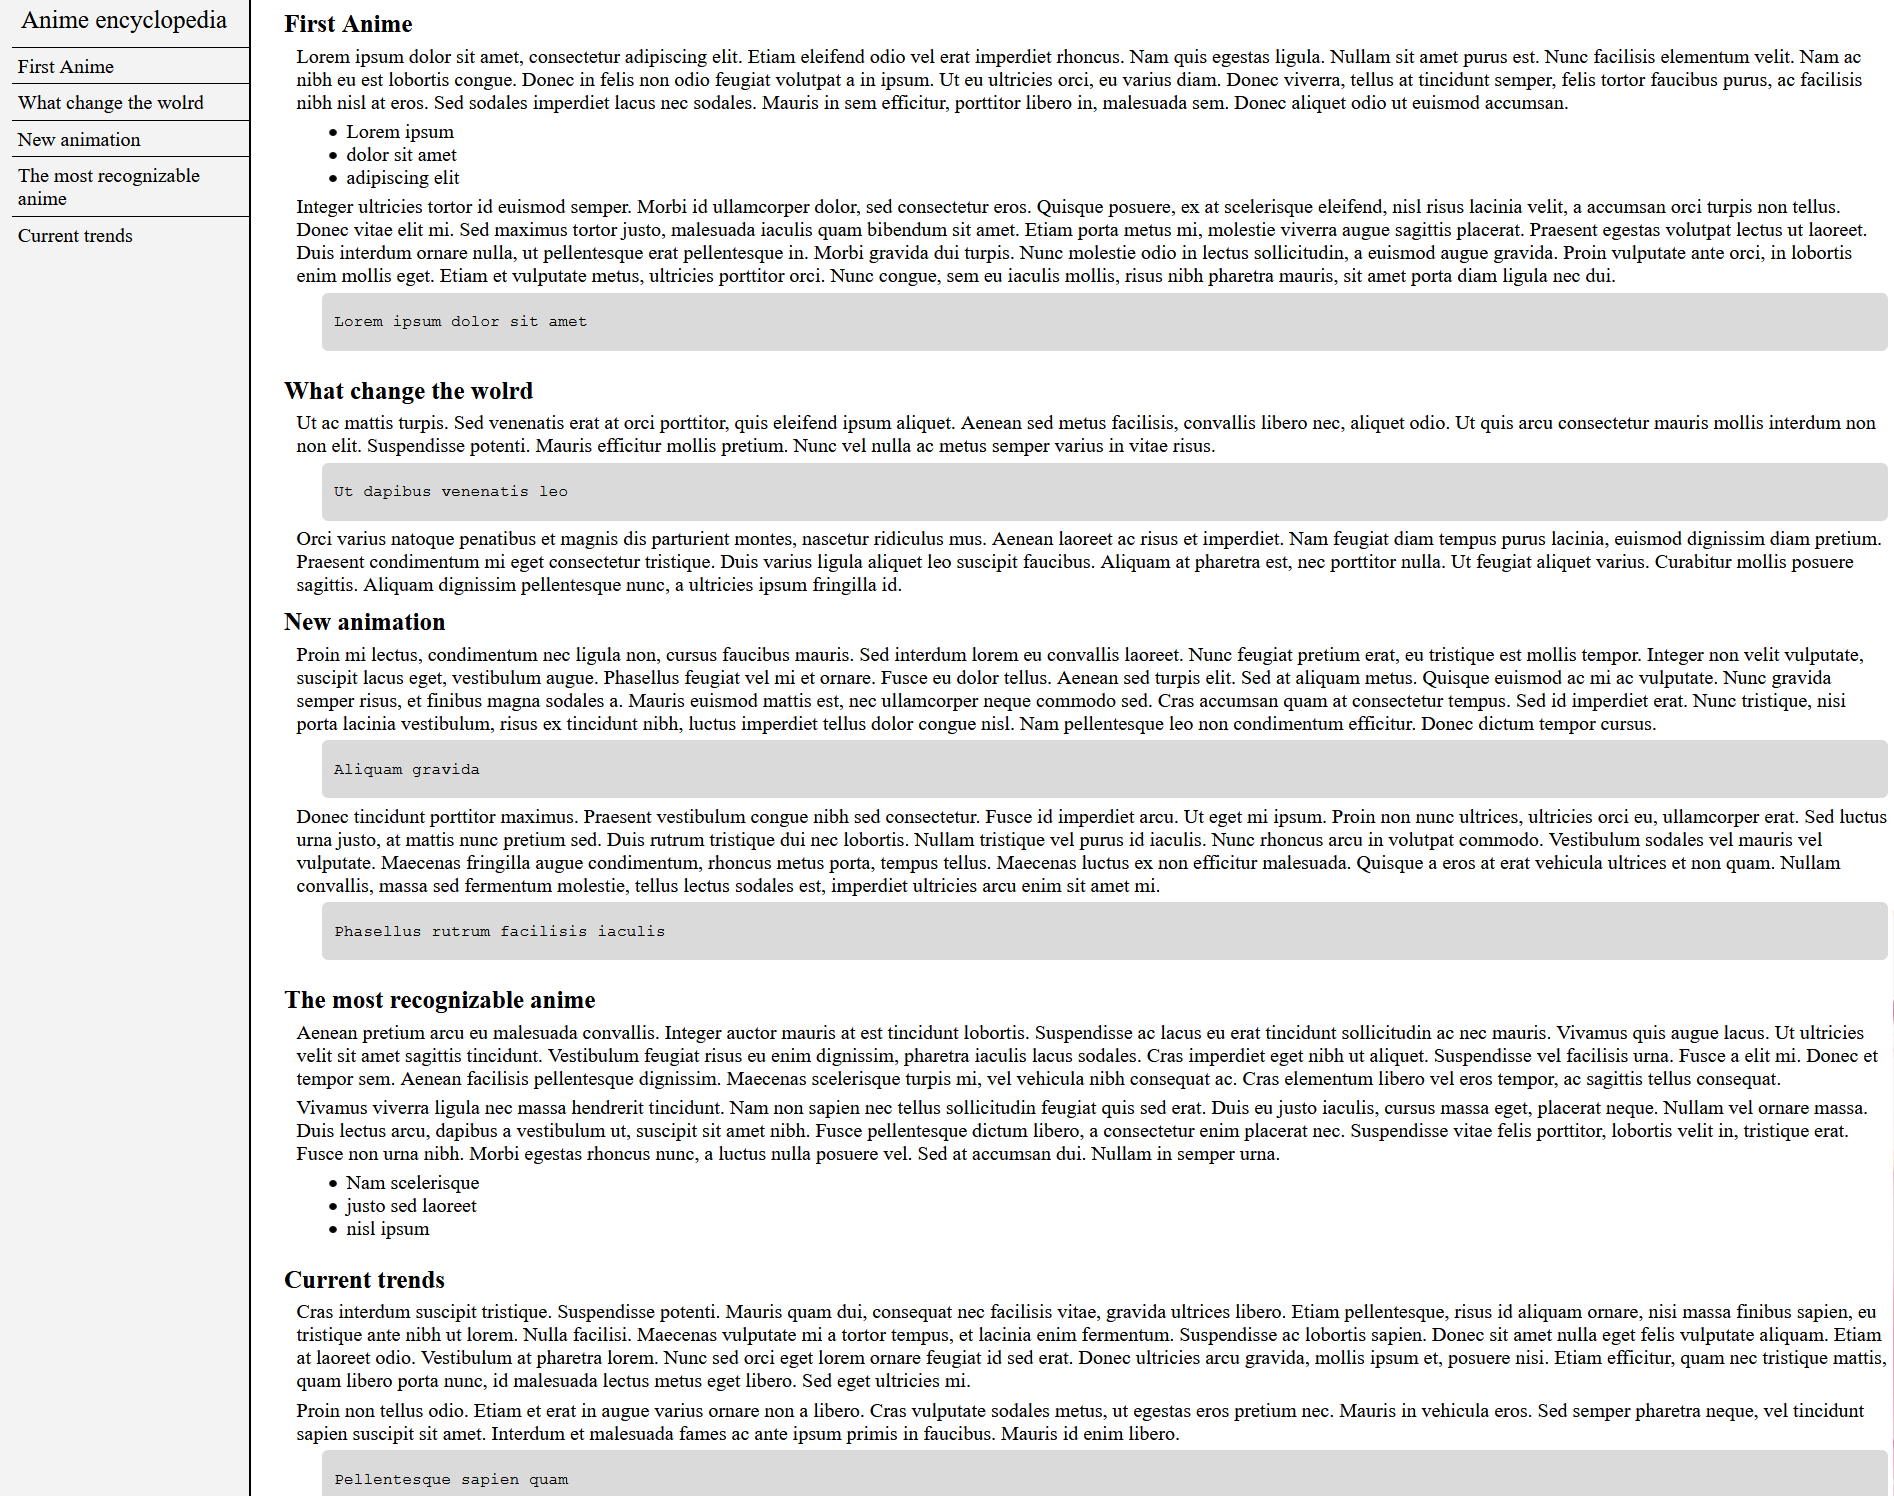 Anime encyclopedia
First Anime
What change the wolrd
New animation
The most recognizable
anime
Current trends
First Anime
Lorem ipsum dolor sit amet, consectetur adipiscing elit. Etiam eleifend odio vel erat imperdiet rhoncus. Nam quis egestas ligula. Nullam sit amet purus est. Nunc facilisis elementum velit. Nam ac
nibh eu est lobortis congue. Donec in felis non odio feugiat volutpat a in ipsum. Ut eu ultricies orci, eu varius diam. Donec viverra, tellus at tincidunt semper, felis tortor faucibus purus, ac facilisis
nibh nisl at eros. Sed sodales imperdiet lacus nec sodales. Mauris in sem efficitur, porttitor libero in, malesuada sem. Donec aliquet odio ut euismod accumsan.
• Lorem ipsum
• dolor sit amet
• adipiscing elit
Integer ultricies tortor id euismod semper. Morbi id ullamcorper dolor, sed consectetur eros. Quisque posuere, ex at scelerisque eleifend, nisl risus lacinia velit, a accumsan orci turpis non tellus.
Donec vitae elit mi. Sed maximus tortor justo, malesuada iaculis quam bibendum sit amet. Etiam porta metus mi, molestie viverra augue sagittis placerat. Praesent egestas volutpat lectus ut laoreet.
Duis interdum ornare nulla, ut pellentesque erat pellentesque in. Morbi gravida dui turpis. Nunc molestie odio in lectus sollicitudin, a euismod augue gravida. Proin vulputate ante orci, in lobortis
enim mollis eget. Etiam et vulputate metus, ultricies porttitor orci. Nunc congue, sem eu iaculis mollis, risus nibh pharetra mauris, sit amet porta diam ligula nec dui.
Lorem ipsum dolor sit amet
What change the wolrd
Ut ac mattis turpis. Sed venenatis erat at orci porttitor, quis eleifend ipsum aliquet. Aenean sed metus facilisis, convallis libero nec, aliquet odio. Ut quis arcu consectetur mauris mollis interdum non
non elit. Suspendisse potenti. Mauris efficitur mollis pretium. Nunc vel nulla ac metus semper varius in vitae risus.
Ut dapibus venenatis leo
Orci varius natoque penatibus et magnis dis parturient montes, nascetur ridiculus mus. Aenean laoreet ac risus et imperdiet. Nam feugiat diam tempus purus lacinia, euismod dignissim diam pretium.
Praesent condimentum mi eget consectetur tristique. Duis varius ligula aliquet leo suscipit faucibus. Aliquam at pharetra est, nec porttitor nulla. Ut feugiat aliquet varius. Curabitur mollis posuere
sagittis. Aliquam dignissim pellentesque nunc, a ultricies ipsum fringilla id.
New animation
Proin mi lectus, condimentum nec ligula non, cursus faucibus mauris. Sed interdum lorem eu convallis laoreet. Nunc feugiat pretium erat, eu tristique est mollis tempor. Integer non velit vulputate,
suscipit lacus eget, vestibulum augue. Phasellus feugiat vel mi et ornare. Fusce eu dolor tellus. Aenean sed turpis elit. Sed at aliquam metus. Quisque euismod ac mi ac vulputate. Nunc gravida
semper risus, et finibus magna sodales a. Mauris euismod mattis est, nec ullamcorper neque commodo sed. Cras accumsan quam at consectetur tempus. Sed id imperdiet erat. Nunc tristique, nisi
porta lacinia vestibulum, risus ex tincidunt nibh, luctus imperdiet tellus dolor congue nisl. Nam pellentesque leo non condimentum efficitur. Donec dictum tempor cursus.
Aliquam gravida
Donec tincidunt porttitor maximus. Praesent vestibulum congue nibh sed consectetur. Fusce id imperdiet arcu. Ut eget mi ipsum. Proin non nunc ultrices, ultricies orci eu, ullamcorper erat. Sed luctus
urna justo, at mattis nunc pretium sed. Duis rutrum tristique dui nec lobortis. Nullam tristique vel purus id iaculis. Nunc rhoncus arcu in volutpat commodo. Vestibulum sodales vel mauris vel
vulputate. Maecenas fringilla augue condimentum, rhoncus metus porta, tempus tellus. Maecenas luctus ex non efficitur malesuada. Quisque a eros at erat vehicula ultrices et non quam. Nullam
convallis, massa sed fermentum molestie, tellus lectus sodales est, imperdiet ultricies arcu enim sit amet mi.
Phasellus rutrum facilisis iaculis
The most recognizable anime
Aenean pretium arcu eu malesuada convallis. Integer auctor mauris at est tincidunt lobortis. Suspendisse ac lacus eu erat tincidunt sollicitudin ac nec mauris. Vivamus quis augue lacus. Ut ultricies
velit sit amet sagittis tincidunt. Vestibulum feugiat risus eu enim dignissim, pharetra iaculis lacus sodales. Cras imperdiet eget nibh ut aliquet. Suspendisse vel facilisis urna. Fusce a elit mi. Donec et
tempor sem. Aenean facilisis pellentesque dignissim. Maecenas scelerisque turpis mi, vel vehicula nibh consequat ac. Cras elementum libero vel eros tempor, ac sagittis tellus consequat.
Vivamus viverra ligula nec massa hendrerit tincidunt. Nam non sapien nec tellus sollicitudin feugiat quis sed erat. Duis eu justo iaculis, cursus massa eget, placerat neque. Nullam vel ornare massa.
Duis lectus arcu, dapibus a vestibulum ut, suscipit sit amet nibh. Fusce pellentesque dictum libero, a consectetur enim placerat nec. Suspendisse vitae felis porttitor, lobortis velit in, tristique erat.
Fusce non urna nibh. Morbi egestas rhoncus nunc, a luctus nulla posuere vel. Sed at accumsan dui. Nullam in semper urna.
• Nam scelerisque
• justo sed laoreet
• nisl ipsum
Current trends
Cras interdum suscipit tristique. Suspendisse potenti. Mauris quam dui, consequat nec facilisis vitae, gravida ultrices libero. Etiam pellentesque, risus id aliquam ornare, nisi massa finibus sapien, eu
tristique ante nibh ut lorem. Nulla facilisi. Maecenas vulputate mi a tortor tempus, et lacinia enim fermentum. Suspendisse ac lobortis sapien. Donec sit amet nulla eget felis vulputate aliquam. Etiam
at laoreet odio. Vestibulum at pharetra lorem. Nunc sed orci eget lorem ornare feugiat id sed erat. Donec ultricies arcu gravida, mollis ipsum et, posuere nisi. Etiam efficitur, quam nec tristique mattis,
quam libero porta nunc, id malesuada lectus metus eget libero. Sed eget ultricies mi.
Proin non tellus odio. Etiam et erat in augue varius ornare non a libero. Cras vulputate sodales metus, ut egestas eros pretium nec. Mauris in vehicula eros. Sed semper pharetra neque, vel tincidunt
sapien suscipit sit amet. Interdum et malesuada fames ac ante ipsum primis in faucibus. Mauris id enim libero.
Pellentesque sapien quam